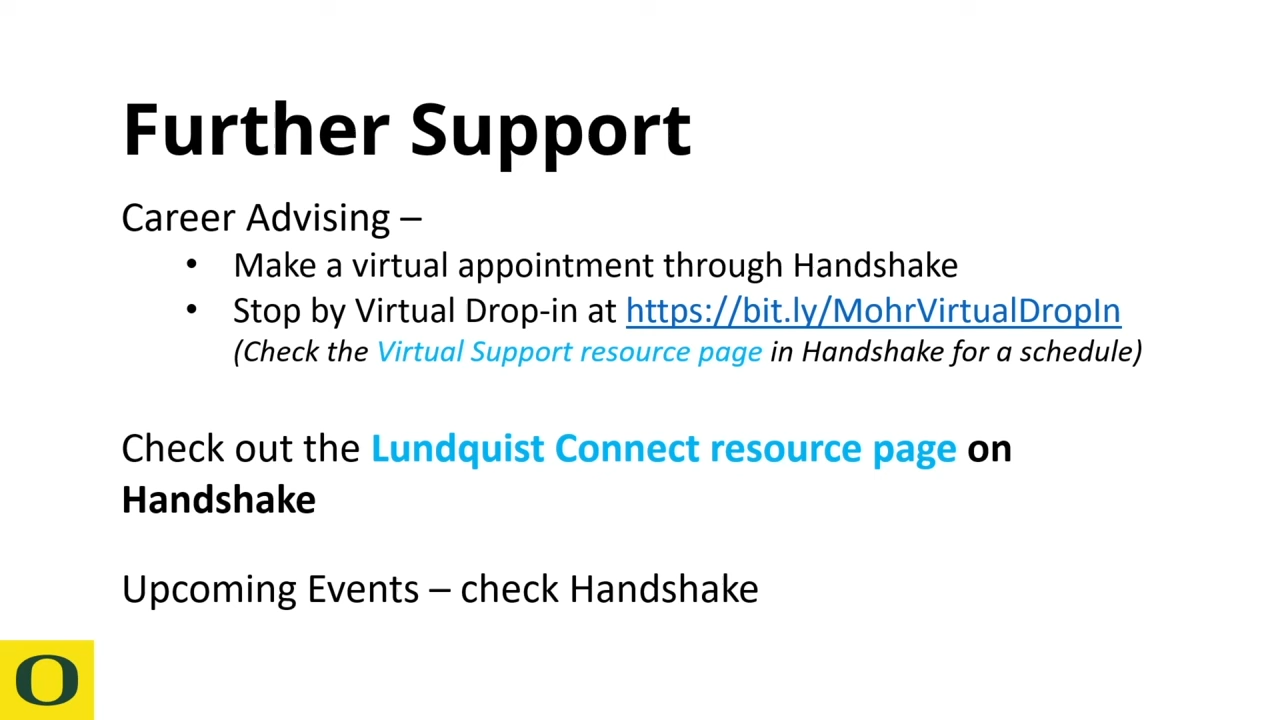 Further Support
Career Advising –
• Make a virtual appointment through Handshake
• Stop by Virtual Drop-in at https://bit.ly/MohrVirtualDropIn
(Check the Virtual Support resource page in Handshake for a schedule)
Check out the Lundquist Connect resource page on
Handshake
Upcoming Events – check Handshake
O